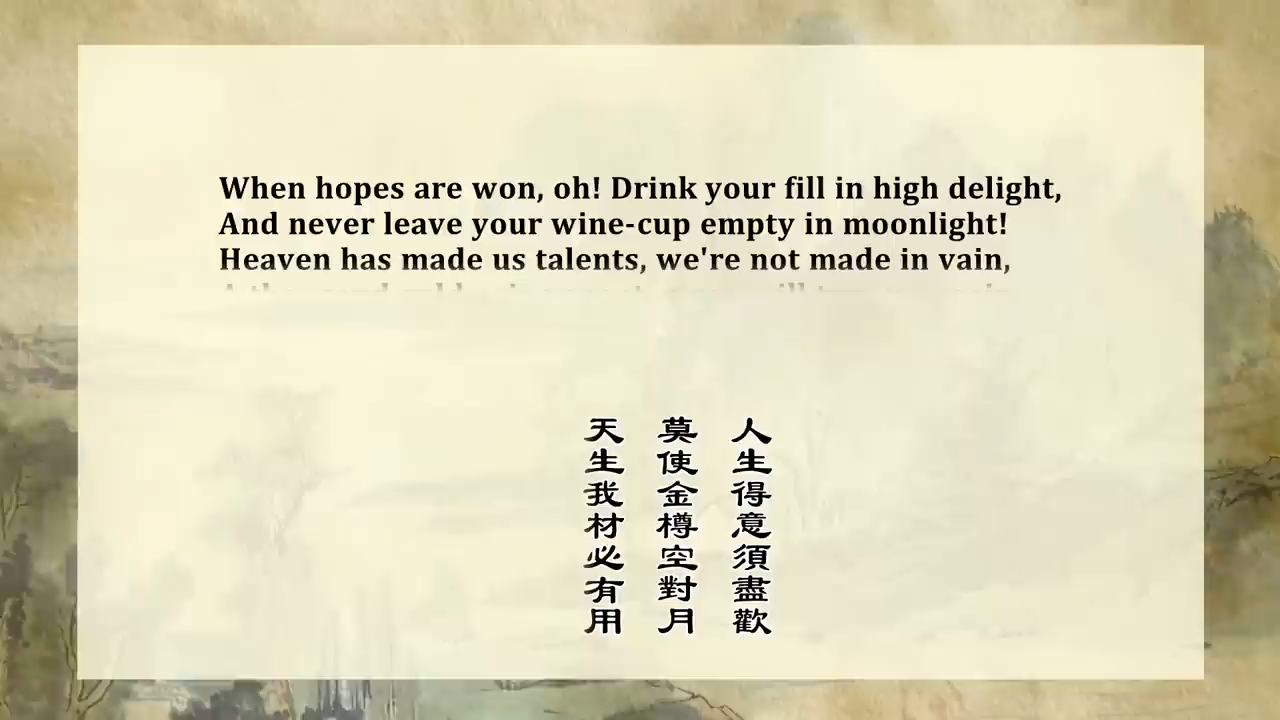 When hopes are won, oh! Drink your fill in high delight,
And never leave your wine-cup empty in moonlight!
Heaven has made us talents, we're not made in vain,
人生得意須盡歡
莫使金樽空對月
天生我材必有用